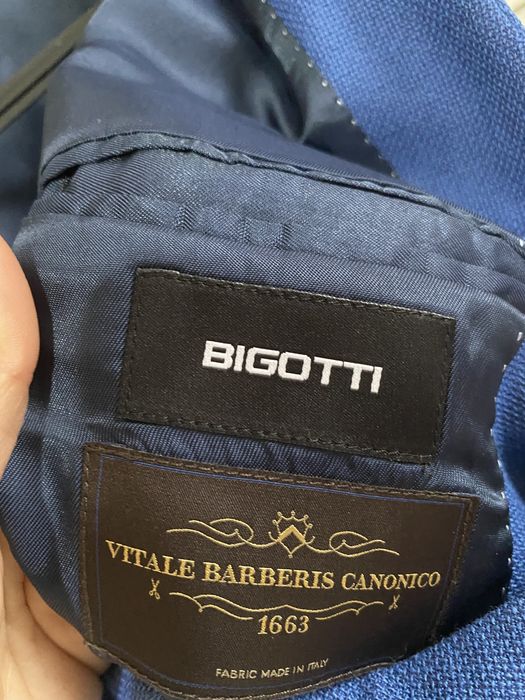 BIGOTTI
VITALE BARBERIS CANONICO
1663
FABRIC MADE IN ITALY